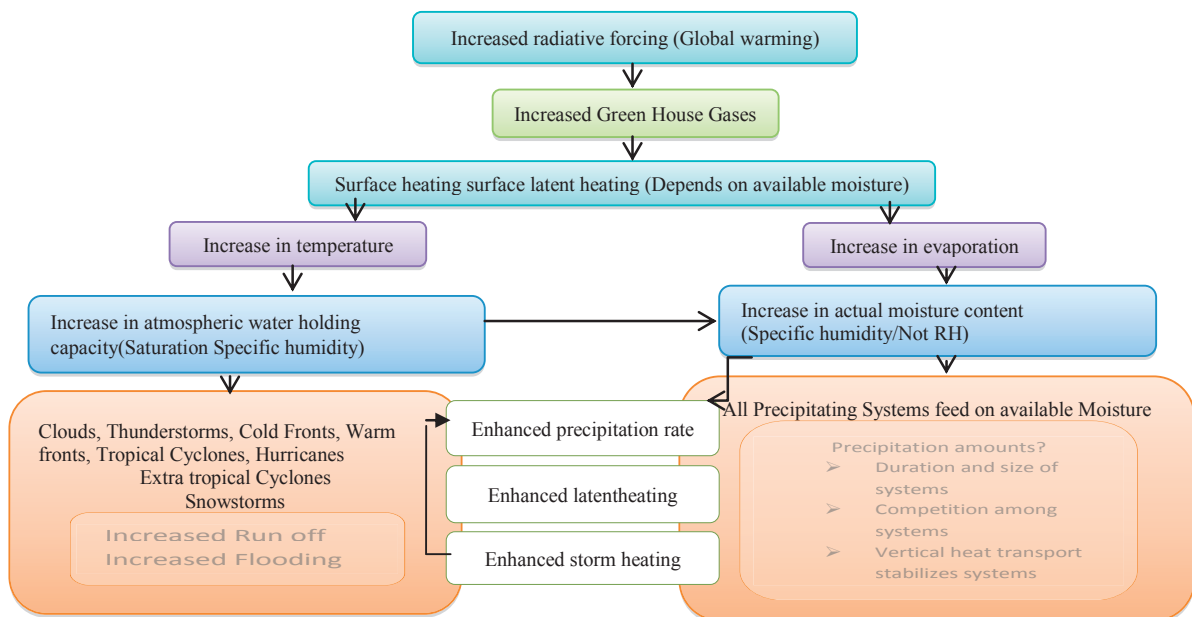 Increased radiative forcing (Global warming)
Increased Green House Gases
Surface heating surface latent heating (Depends on available moisture)
Increase in temperature
Increase in evaporation
Increase in atmospheric water holding
capacity(Saturation Specific humidity)
Increase in actual moisture content
(Specific humidity/Not RH)
Clouds, Thunderstorms, Cold Fronts, Warm
fronts, Tropical Cyclones, Hurricanes
Extra tropical Cyclones
Snowstorms
Increased Run off
Increased Flooding
Enhanced precipitation rate
Enhanced latentheating
Enhanced storm heating
All Precipitating Systems feed on available Moisture
Precipitation amounts?
➤ Duration and size of
systems
➤ Competition among
systems
➤ Vertical heat transport
stabilizes systems